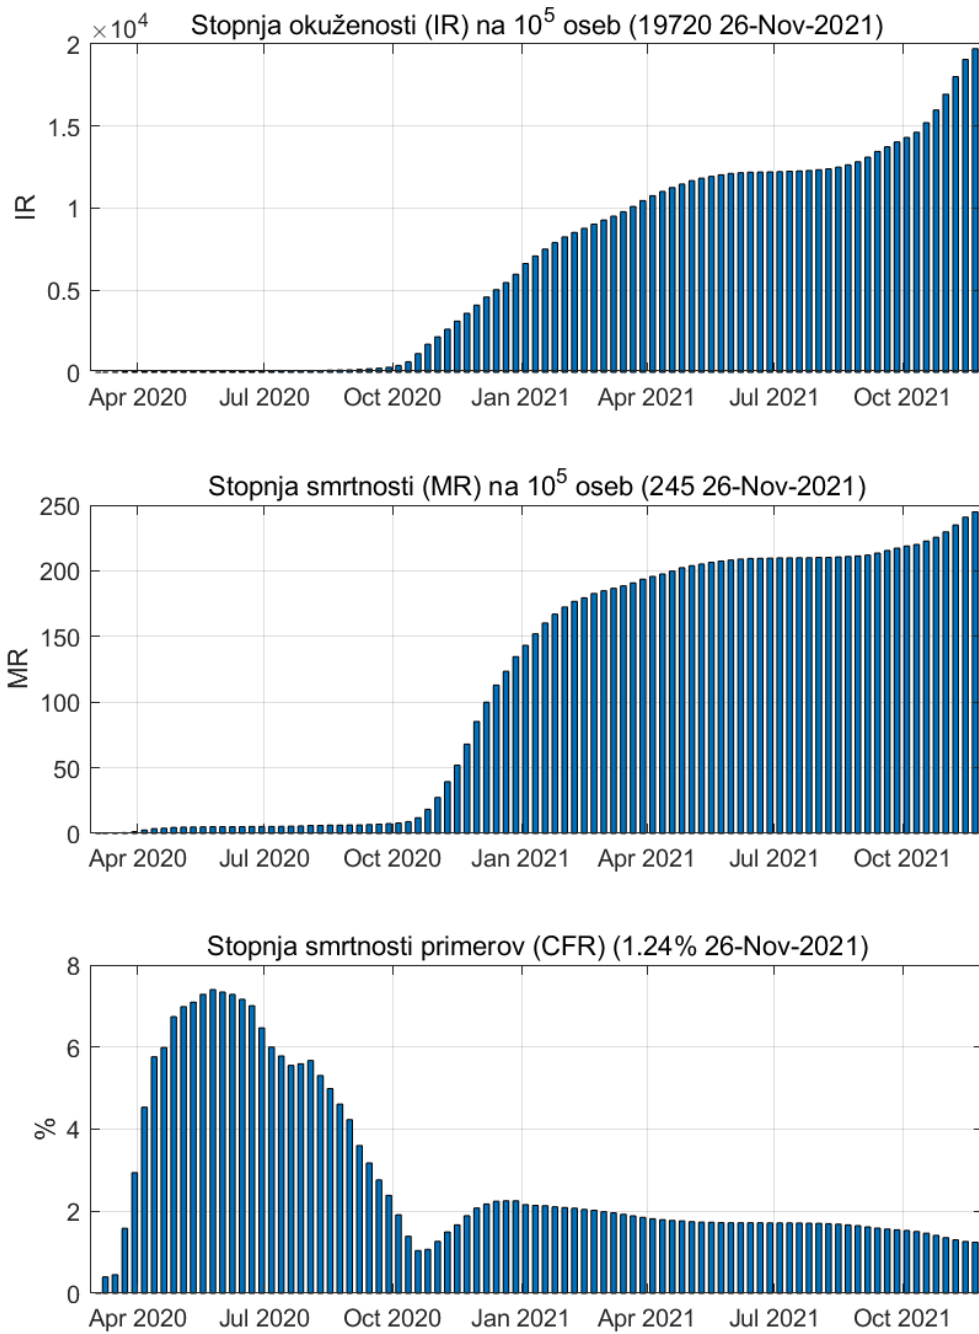 Stopnja okuženosti (IR) na 10^5 oseb (19720 26-Nov-2021)
×10^4
2
1.5
1
0.5
0
IR
Apr 2020 Jul 2020 Oct 2020 Jan 2021 Apr 2021 Jul 2021 Oct 2021
Stopnja smrtnosti (MR) na 10^5 oseb (245 26-Nov-2021)
250
200
150
100
50
0
MR
Apr 2020 Jul 2020 Oct 2020 Jan 2021 Apr 2021 Jul 2021 Oct 2021
Stopnja smrtnosti primerov (CFR) (1.24% 26-Nov-2021)
8
6
4
2
0
%
Apr 2020 Jul 2020 Oct 2020 Jan 2021 Apr 2021 Jul 2021 Oct 2021